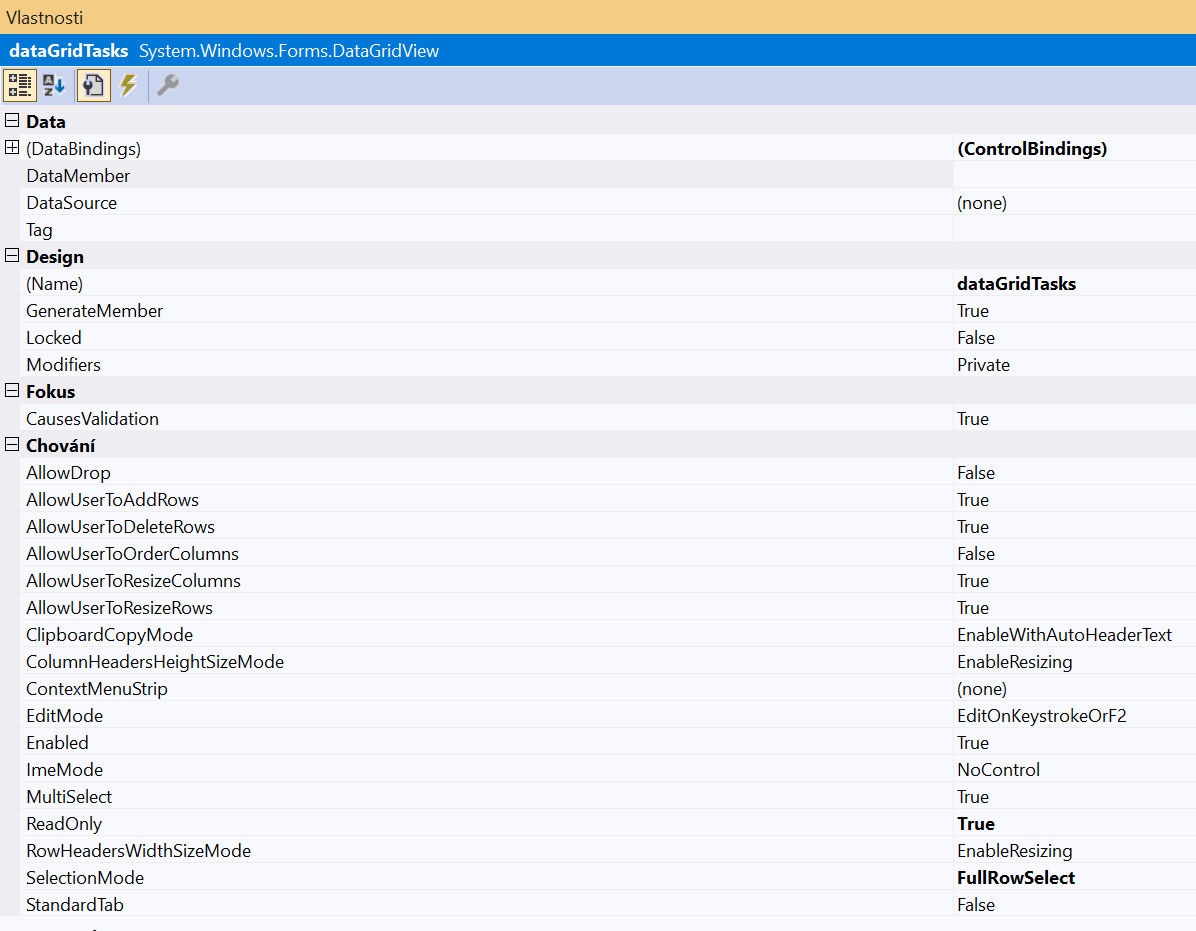 Vlastnosti
dataGridTasks System.Windows.Forms.DataGridView
Data
(DataBindings) (ControlBindings)
DataMember
DataSource (none)
Tag
Design
(Name) dataGridTasks
GenerateMember True
Locked False
Modifiers Private
Fokus
CausesValidation True
Chování
AllowDrop False
AllowUserToAddRows True
AllowUserToDeleteRows True
AllowUserToOrderColumns False
AllowUserToResizeColumns True
AllowUserToResizeRows True
ClipboardCopyMode EnableWithAutoHeaderText
ColumnHeadersHeightSizeMode EnableResizing
ContextMenuStrip (none)
EditMode EditOnKeystrokeOrF2
Enabled True
ImeMode NoControl
MultiSelect True
ReadOnly True
RowHeadersWidthSizeMode EnableResizing
SelectionMode FullRowSelect
StandardTab False